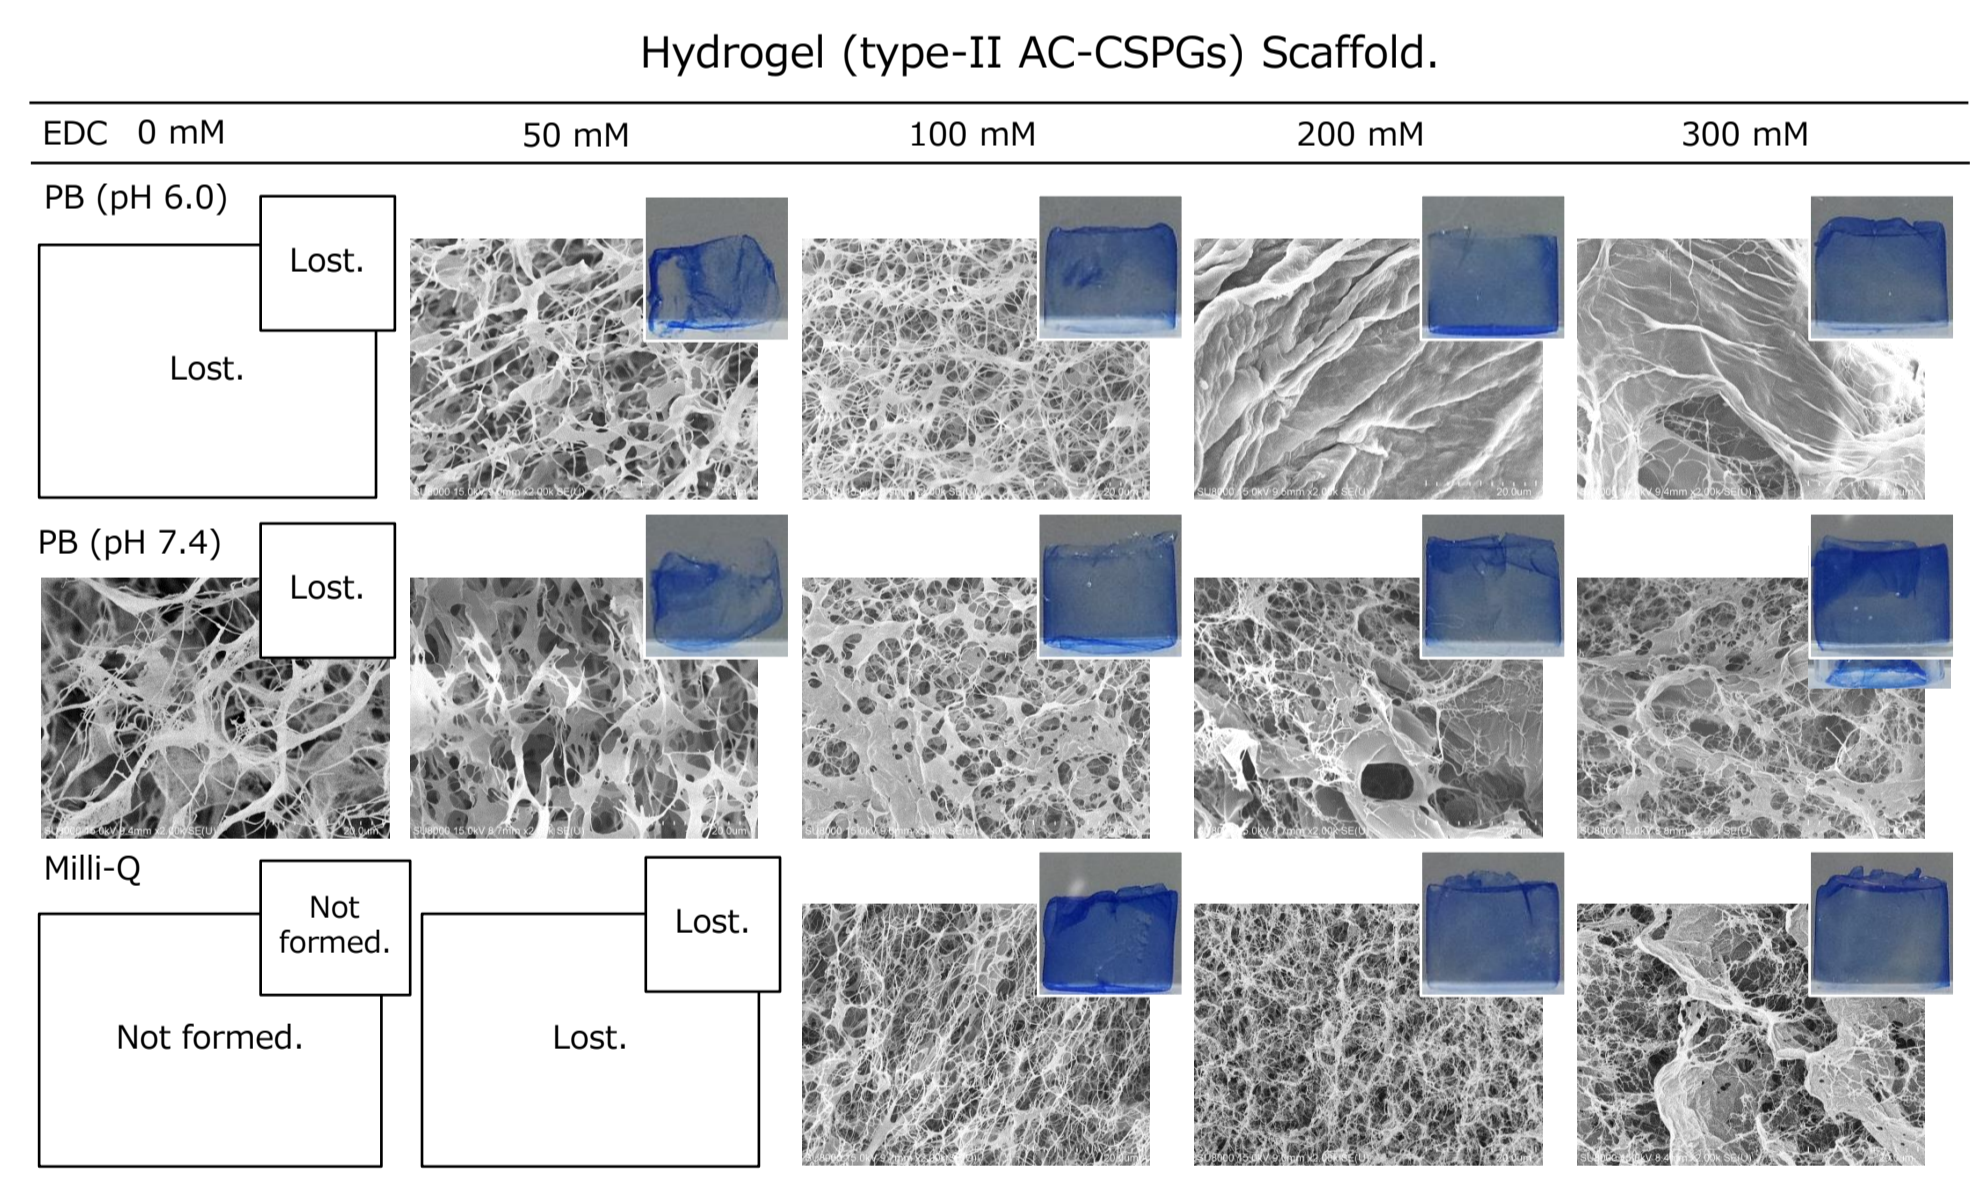 Hydrogel (type-II AC-CSPGs) Scaffold.
EDC 0 mM 50 mM 100 mM 200 mM 300 mM
PB (pH 6.0)
Lost.
Lost.
PB (pH 7.4)
Lost.
Milli-Q
Not
formed.
Not formed.
Lost.
Lost.